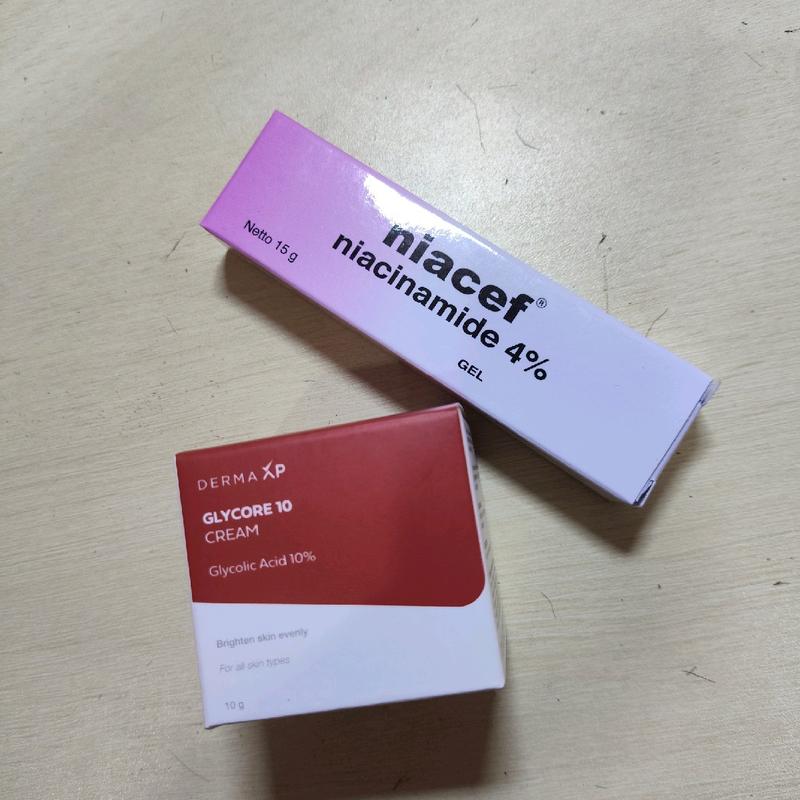 Netto 15 g
niacef®
niacinamide 4%
GEL
DERMA XP
GLYCORE 10
CREAM
Glycolic Acid 10%
Brighten skin evenly
For all skin types
10 g